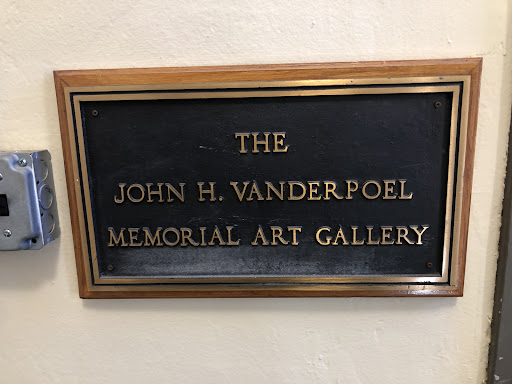 THE
JOHN H. VANDERPOEL
MEMORIAL ART GALLERY